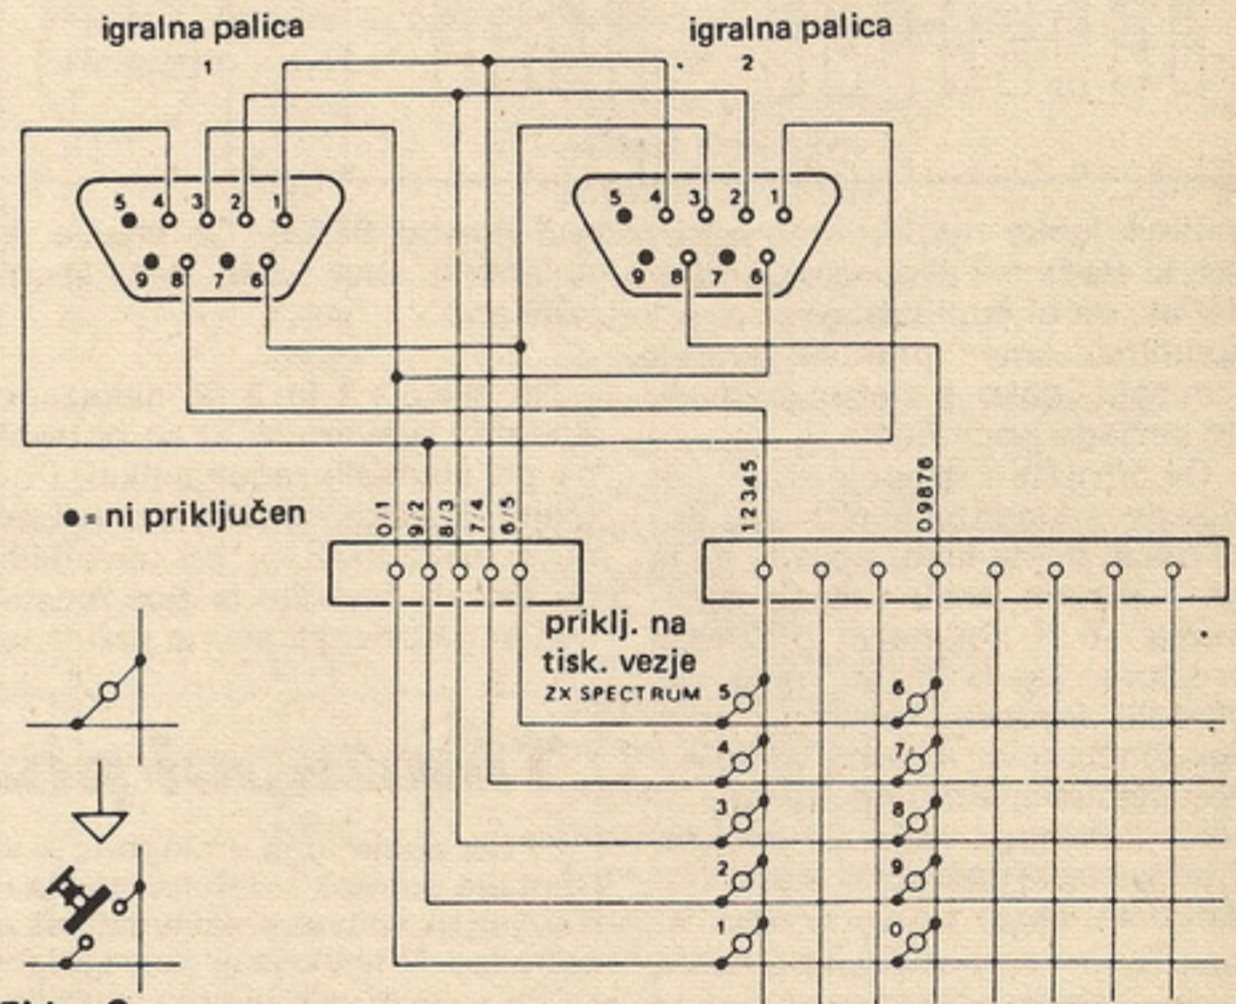 igralna palica
1
igralna palica
2
5 4 3 2 1
9 8 7 6
5 4 3 2 1
9 8 7 6
● = ni priključen
0/1
9/2
8/3
7/4
6/5
12345
09876
priklj. na
tisk. vezje
ZX SPECTRUM
5 6
4 7
3 8
2 9
1 0